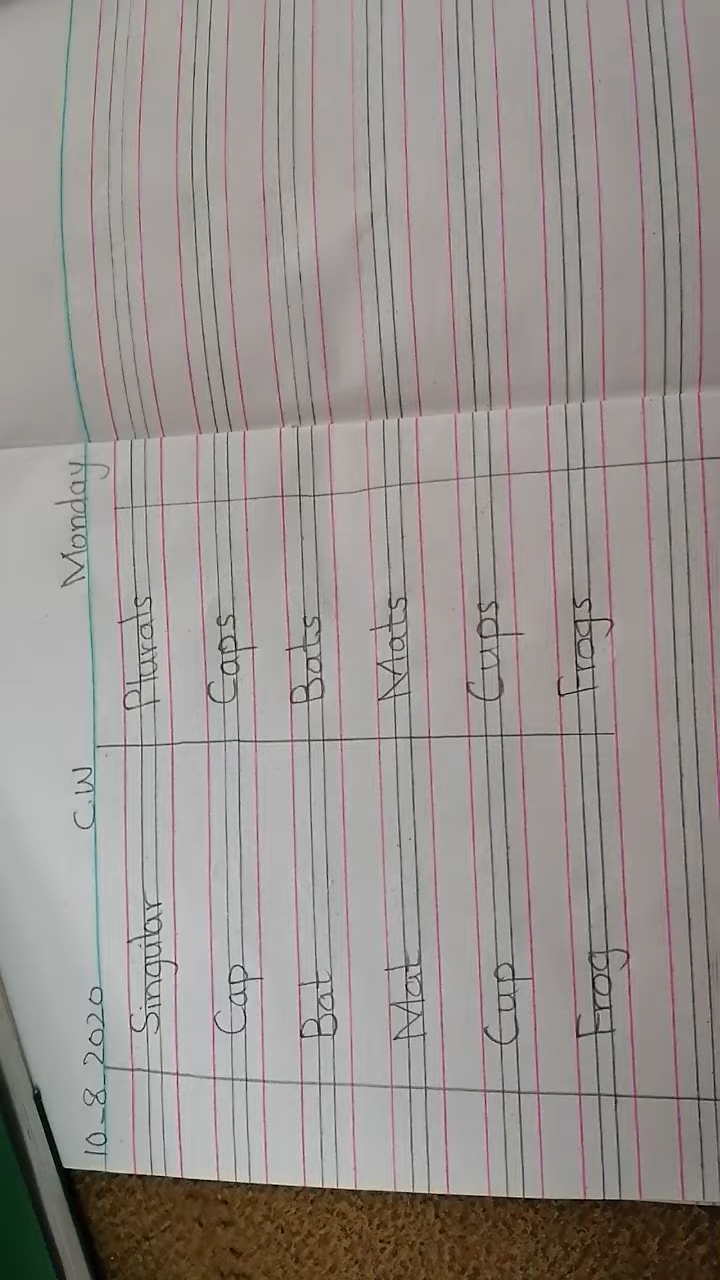 10-8-2020 C.W Monday
Singular Plurals
Cap Caps
Bat Bats
Mat Mats
Cup Cups
Frog Frogs